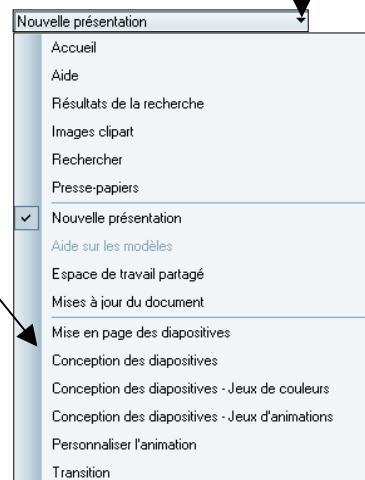 Nouvelle présentation
Accueil
Aide
Résultats de la recherche
Images clipart
Rechercher
Presse-papiers
Nouvelle présentation
Aide sur les modèles
Espace de travail partagé
Mises à jour du document
Mise en page des diapositives
Conception des diapositives
Conception des diapositives - Jeux de couleurs
Conception des diapositives - Jeux d'animations
Personnaliser l'animation
Transition